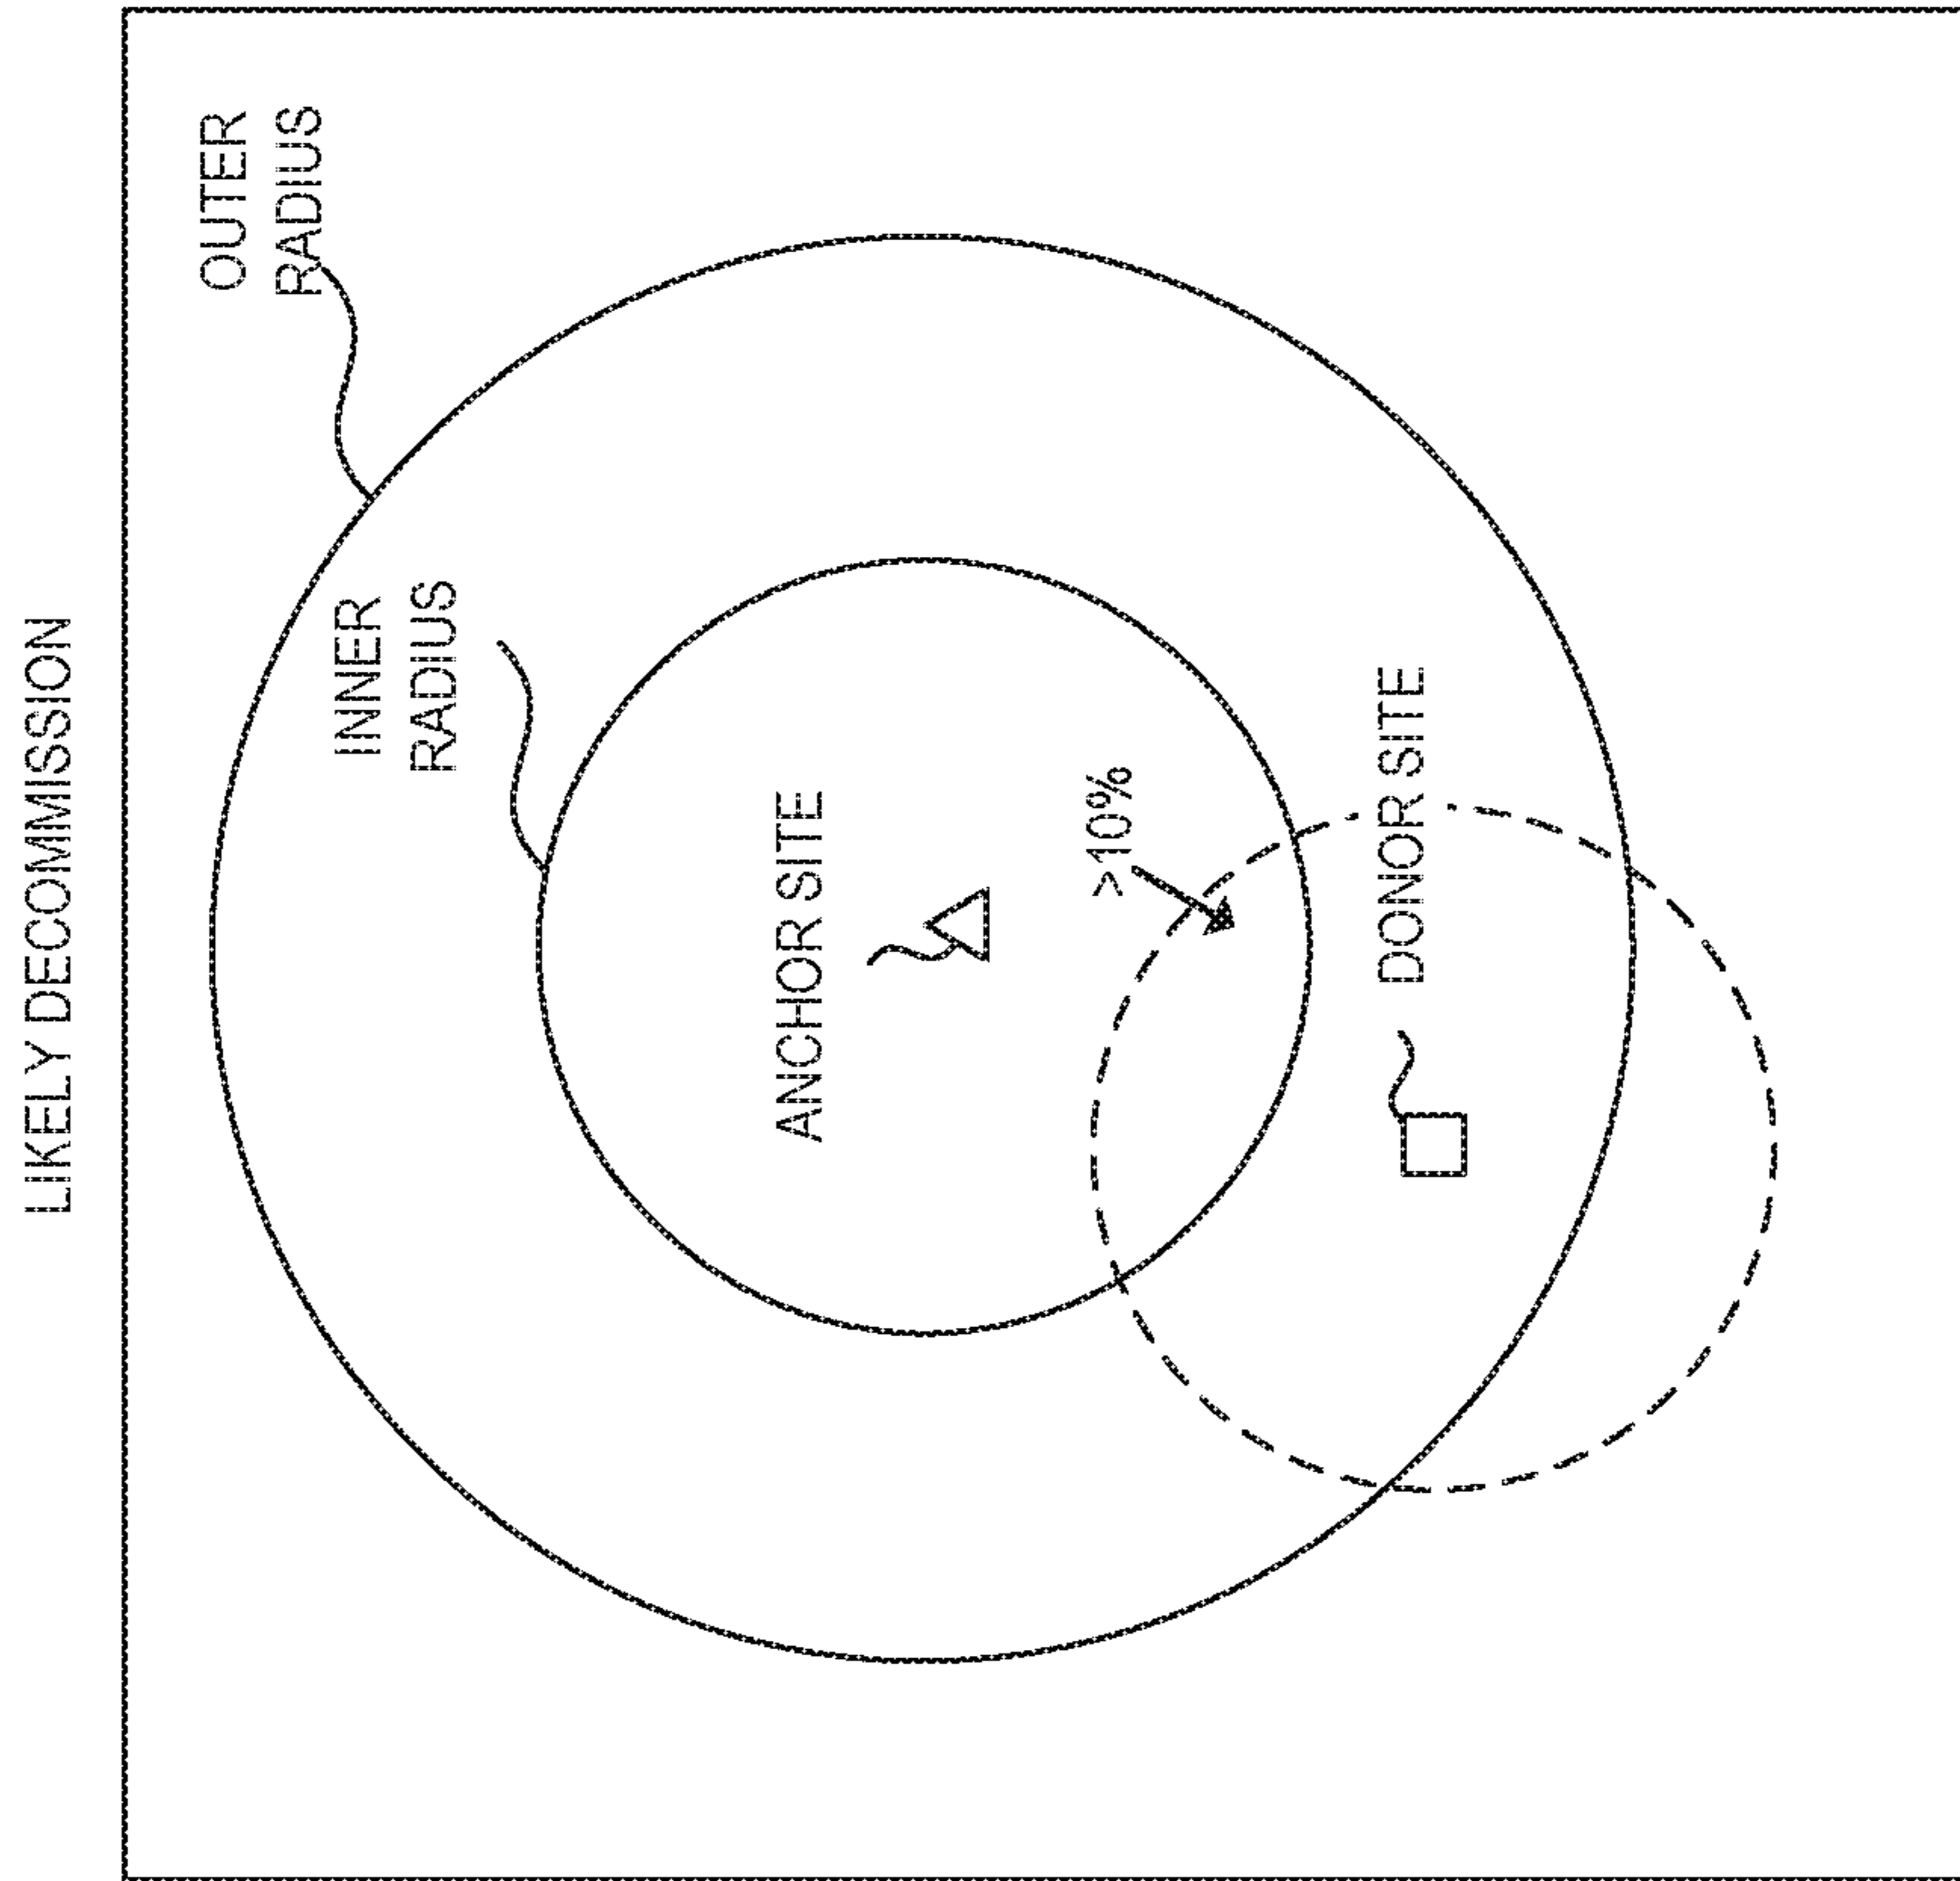 LIKELY DECOMMISSION
OUTER
RADIUS
INNER
RADIUS
ANCHOR SITE
>10%
DONOR SITE